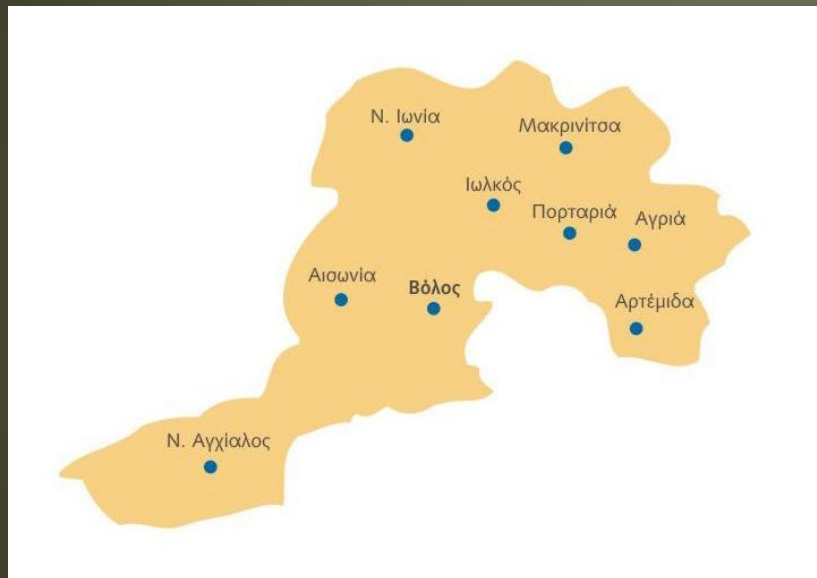 Ν. Ιωνία
Μακρινίτσα
Ιωλκός
Πορταριά
Αγριά
Αισωνία
Βόλος
Αρτέμιδα
Ν. Αγχίαλος